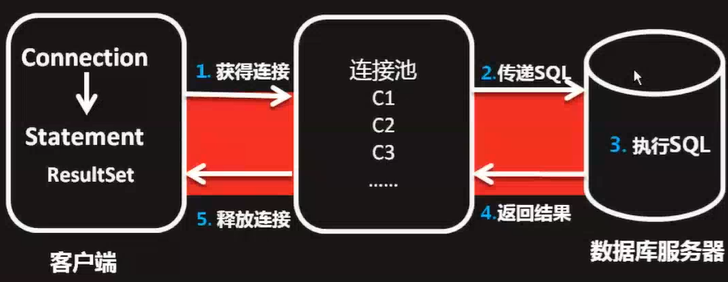 Connection
Statement
ResultSet
客户端
1. 获得连接
5. 释放连接
连接池
C1
C2
C3
......
2.传递SQL
4.返回结果
3. 执行SQL
数据库服务器